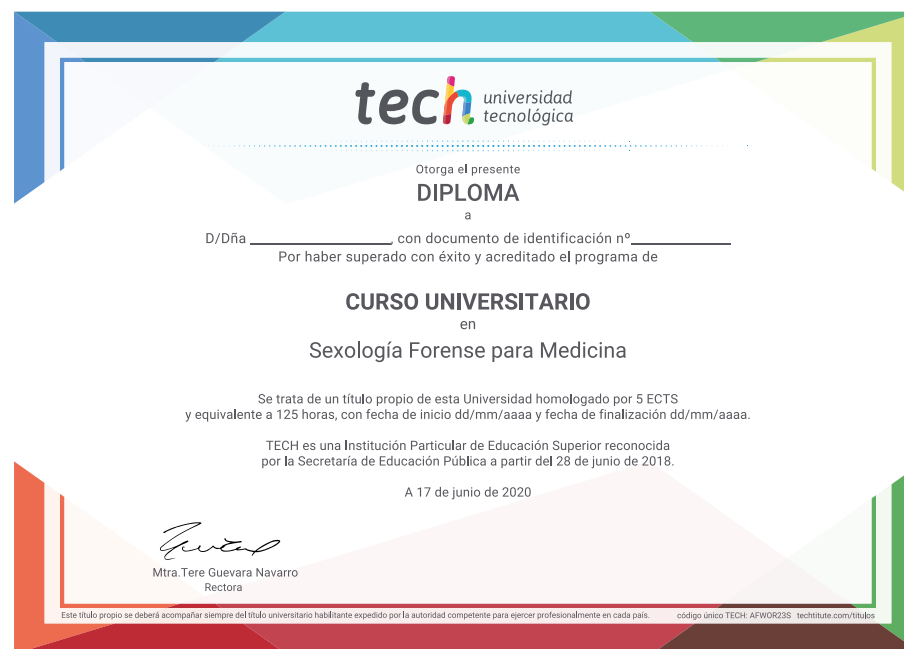 tech universidad
tecnológica
Otorga el presente
DIPLOMA
a
D/Dña ____________________, con documento de identificación nº______________
Por haber superado con éxito y acreditado el programa de
CURSO UNIVERSITARIO
en
Sexología Forense para Medicina
Se trata de un título propio de esta Universidad homologado por 5 ECTS
y equivalente a 125 horas, con fecha de inicio dd/mm/aaaa y fecha de finalización dd/mm/aaaa.
TECH es una Institución Particular de Educación Superior reconocida
por la Secretaría de Educación Pública a partir del 28 de junio de 2018.
A 17 de junio de 2020
Mtra.Tere Guevara Navarro
Rectora
Este título propio se deberá acompañar siempre del título universitario habilitante expedido por la autoridad competente para ejercer profesionalmente en cada país. código único TECH: AFWOR23S techtitute.com/titulos